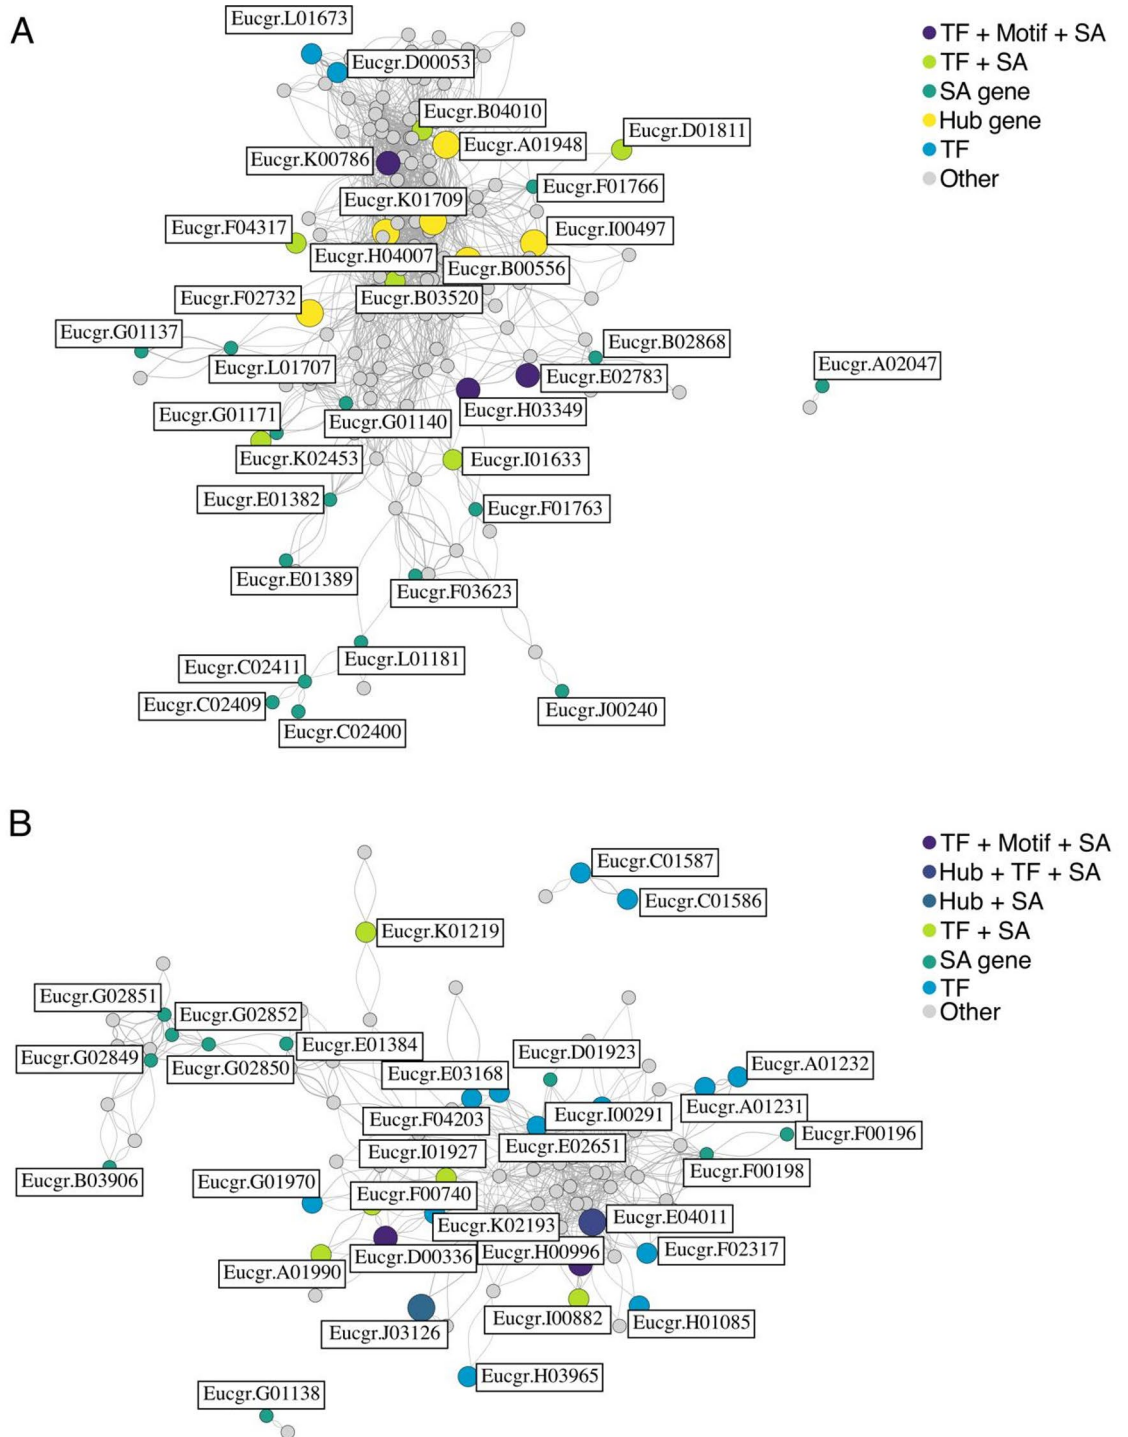 A
Eucgr.L01673
TF + Motif + SA
Eucgr.D00053
TF + SA
SA gene
Eucgr.B04010
Hub gene
Eucgr.D01811
Eucgr.A01948
TF
Eucgr.K00786
Other
Eucgr.F01766
Eucgr.K01709
Eucgr.F04317
Eucgr.I00497
Eucgr.H04007
Eucgr.B00556
Eucgr.F02732
Eucgr.B03520
Eucgr.G01137
Eucgr.B02868
Eucgr.L01707
Eucgr.A02047
Eucgr.E02783
Eucgr.G01171
Eucgr.H03349
Eucgr.G01140
Eucgr.K02453
Eucgr.I01633
Eucgr.E01382
Eucgr.F01763
Eucgr.E01389
Eucgr.F03623
Eucgr.L01181
Eucgr.C02411
Eucgr.C02409
Eucgr.J00240
Eucgr.C02400
B
TF + Motif + SA
Eucgr.C01587
Hub + TF + SA
Eucgr.C01586
Hub + SA
Eucgr.K01219
TF + SA
SA gene
TF
Other
Eucgr.G02851
Eucgr.G02852
Eucgr.E01384
Eucgr.D01923
Eucgr.G02849
Eucgr.G02850
Eucgr.E03168
Eucgr.A01232
Eucgr.A01231
Eucgr.F04203
Eucgr.I00291
Eucgr.F00196
Eucgr.I01927
Eucgr.E02651
Eucgr.F00198
Eucgr.B03906
Eucgr.G01970
Eucgr.F00740
Eucgr.K02193
Eucgr.E04011
Eucgr.D00336
Eucgr.H00996
Eucgr.F02317
Eucgr.A01990
Eucgr.I00882
Eucgr.H01085
Eucgr.J03126
Eucgr.H03965
Eucgr.G01138